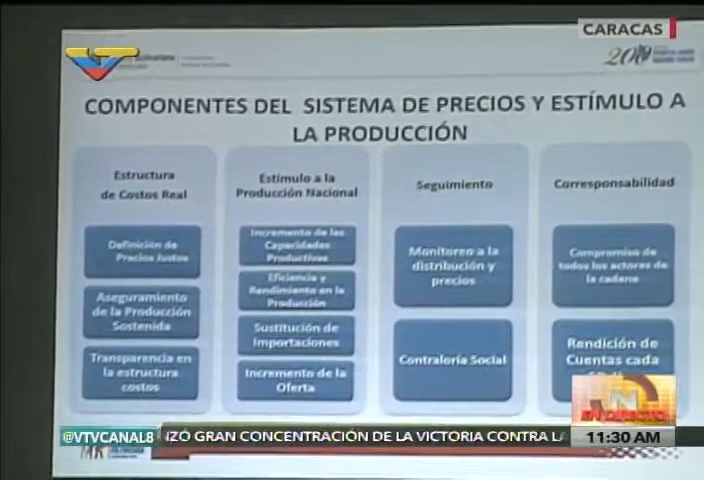 CARACAS
200
COMPONENTES DEL SISTEMA DE PRECIOS Y ESTÍMULO A
LA PRODUCCIÓN
Estructura
de Costos Real
Definición de
Precios Justos
Aseguramiento
de la Producción
Sostenida
Transparencia en
la estructura
costos
Estímulo a la
Producción Nacional
Incremento de las
Capacidades
Productivas
Eficiencia y
Rendimiento en la
Producción
Sustitución de
Importaciones
Incremento de la
Oferta
Seguimiento
Monitoreo a la
distribución y
precios
Contraloría Social
Corresponsabilidad
Compromiso de
todos los actores de
la cadena
Rendición de
Cuentas cada
EN DIRECTO
11:30 AM
@VTVCANAL8
IZÓ GRAN CONCENTRACIÓN DE LA VICTORIA CONTRA LA